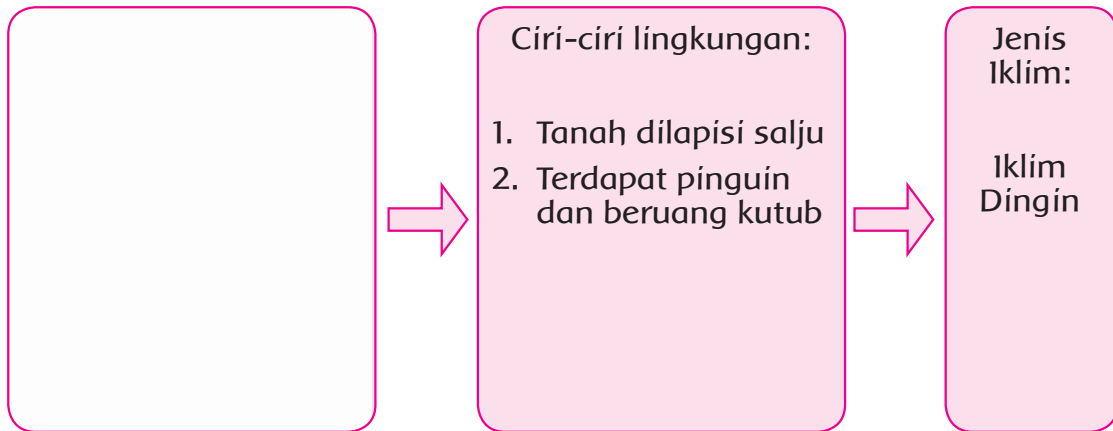 Ciri-ciri lingkungan:
1. Tanah dilapisi salju
2. Terdapat pinguin
dan beruang kutub
Jenis
Iklim:
Iklim
Dingin